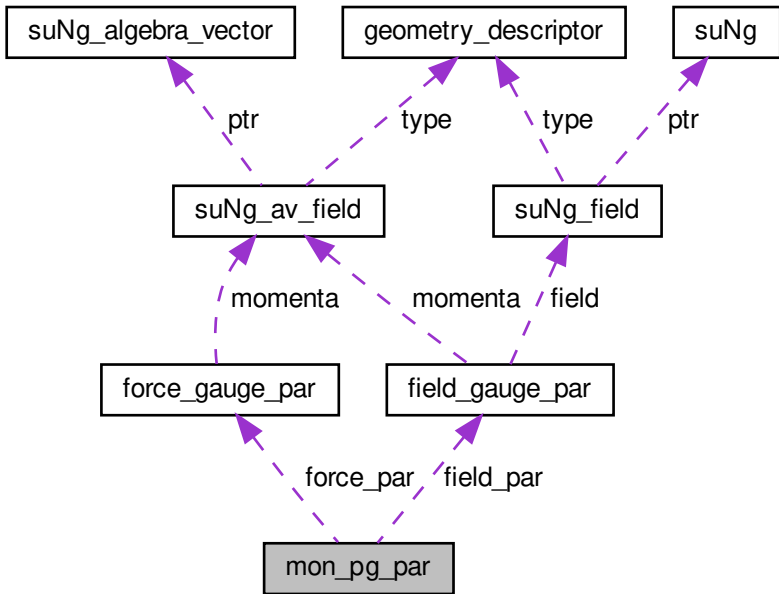 suNg_algebra_vector
geometry_descriptor
suNg
ptr
type
type
ptr
suNg_av_field
suNg_field
momenta
momenta
field
force_gauge_par
field_gauge_par
force_par
field_par
mon_pg_par